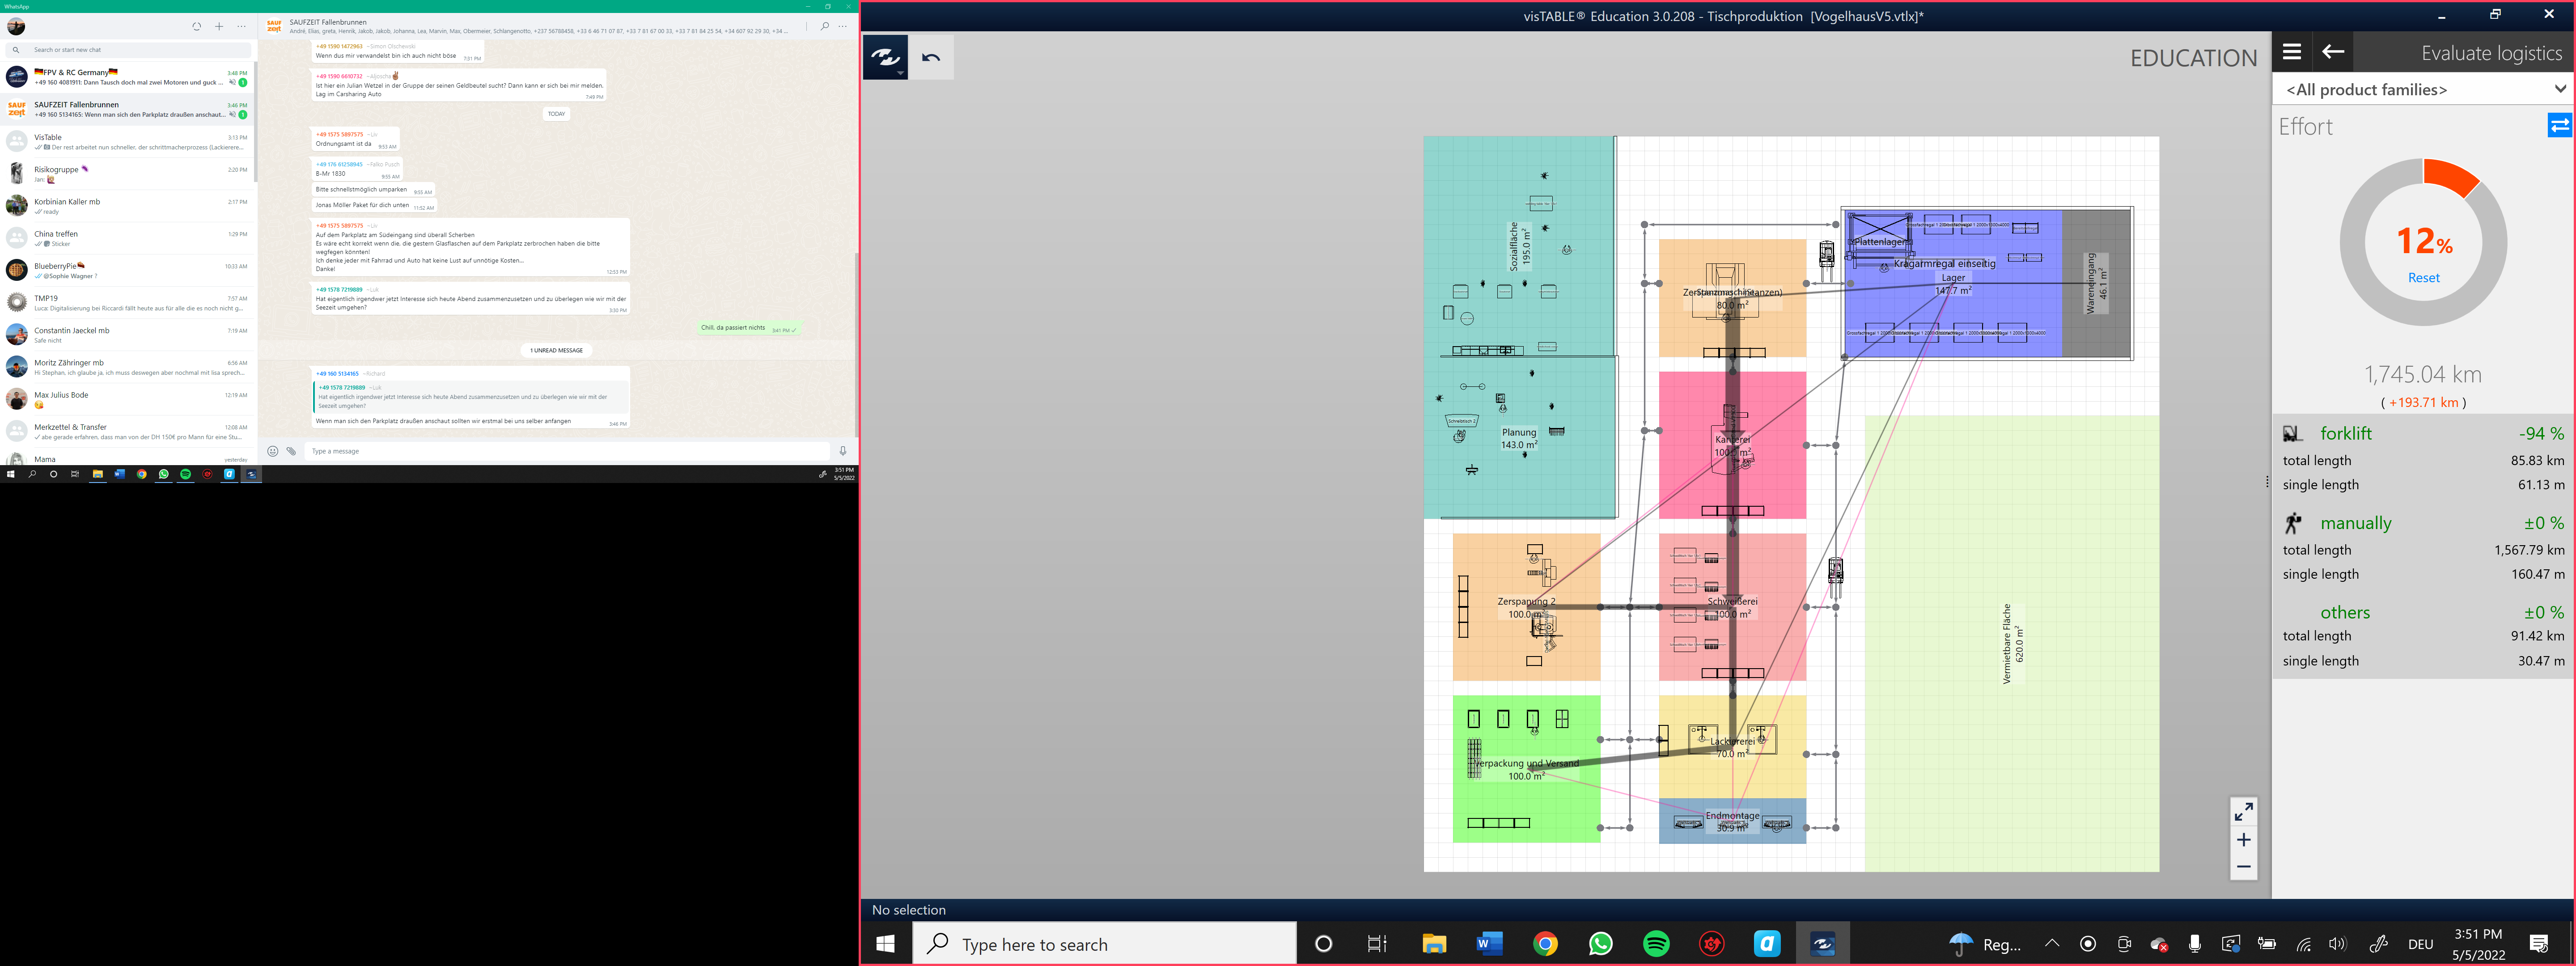 WhatsApp
Search or start new chat
FPV & RC Germany
3:48 PM
+49 160 4081911: Dann Tausch doch mal zwei Motoren und guck ...
1
SAUFZEIT Fallenbrunnen
3:46 PM
+49 160 5134165: Wenn man sich den Parkplatz draußen anschaut...
1
VisTable
3:13 PM
Der rest arbeitet nun schneller, der schrittmacherprozess (Lackierere...
Risikogruppe
2:20 PM
Jan:
Korbinian Kaller mb
2:17 PM
ready
China treffen
1:29 PM
Sticker
BlueberryPie
10:33 AM
@Sophie Wagner ?
TMP19
7:57 AM
Luca: Digitalisierung bei Riccardi fällt heute aus für alle die es noch nicht g...
Constantin Jaeckel mb
7:19 AM
Safe nicht
Moritz Zähringer mb
6:56 AM
Hi Stephan, ich glaube ja, ich muss deswegen aber nochmal mit lisa sprech...
Max Julius Bode
12:19 AM
Merkzettel & Transfer
12:08 AM
abe gerade erfahren, dass man von der DH 150€ pro Mann für eine Stu...
Mama
yesterday
SAUF
zeit
SAUFZEIT Fallenbrunnen
André, Elias, greta, Henrik, Jakob, Jakob, Johanna, Lea, Marvin, Max, Obermeier, Schlangenotto, +237 56788458, +33 6 46 71 07 87, +33 7 81 67 00 33, +33 7 81 84 25 54, +34 607 92 29 30, +34 ...
+49 1590 1472963 ~Simon Olschewski
Wenn dus mir verwandelst bin ich auch nicht böse
7:01 PM
+49 1590 6610732 ~Aljoscha
Ist hier ein Julian Wetzel in der Gruppe der seinen Geldbeutel sucht? Dann kann er sich bei mir melden.
Lag im Carsharing Auto
7:49 PM
TODAY
+49 1575 5897575 ~Uri
Ordnungsamt ist da
9:53 AM
+49 176 61258945 ~Falko Pusch
B-Mr 1830
9:55 AM
Bitte schnellstmöglich umparken
9:55 AM
Jonas Möller Paket für dich unten
11:52 AM
+49 1575 5897575 ~Uri
Auf dem Parkplatz am Südeingang sind überall Scherben
Es wäre echt korrekt wenn die, die gestern Glasflaschen auf dem Parkplatz zerbrochen haben die bitte
wegfegen könnten!
Ich denke jeder mit Fahrrad und Auto hat keine Lust auf unnötige Kosten...
Danke!
12:53 PM
+49 1578 7219889 ~Luk
Hat eigentlich irgendwer jetzt Interesse sich heute Abend zusammenzusetzen und zu überlegen wie wir mit der
Seezeit umgehen?
3:30 PM
Chill, da passiert nichts
3:41 PM
1 UNREAD MESSAGE
+49 160 5134165 ~Richard
+49 1578 7219889 ~Luk
Hat eigentlich irgendwer jetzt Interesse sich heute Abend zusammenzusetzen und zu überlegen wie wir mit der
Seezeit umgehen?
Wenn man sich den Parkplatz draußen anschaut sollten wir erstmal bei uns selber anfangen
3:46 PM
Type a message
3:51 PM
5/5/2022
visTABLE® Education 3.0.208 - Tischproduktion [VogelhausV5.vtlx]*
EDUCATION
Sozialfläche
195.0 m²
Planung
143.0 m²
80.0 m²
Kanterei
Plattenlager
Kragarmregal einseitig
Lager
147.7 m²
Wareneingang
46.1 m²
Zerspanung 2
100.0 m²
Schweißerei
100.0 m²
Lackiererei
70.0 m²
Verpackung und Versand
100.0 m²
Endmontage
30.9 m²
Vermietbare Fläche
620.0 m²
Evaluate logistics
<All product families>
Effort
12%
Reset
1,745.04 km
( +193.71 km )
forklift -94 %
total length 85.83 km
single length 61.13 m
manually ±0 %
total length 1,567.79 km
single length 160.47 m
others ±0 %
total length 91.42 km
single length 30.47 m
No selection
Type here to search
Reg...
DEU
3:51 PM
5/5/2022